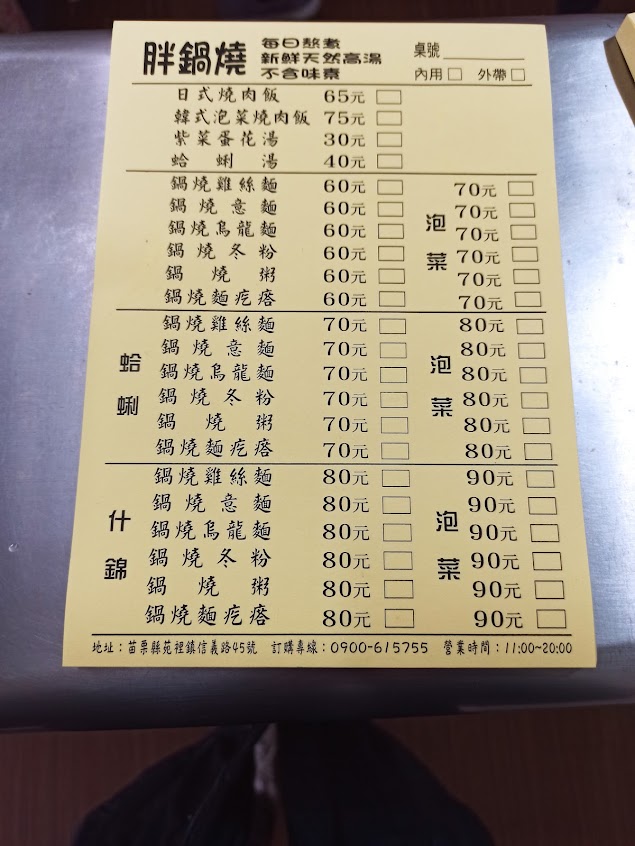 胖鍋燒
每日熬煮
新鮮天然高湯
不含味素
桌號
內用 外帶
日式燒肉飯 65元
韓式泡菜燒肉飯 75元
紫菜蛋花湯 30元
蛤蜊湯 40元
泡菜
鍋燒雞絲麵 60元 70元
鍋燒意麵 60元 70元
鍋燒烏龍麵 60元 70元
鍋燒冬粉 60元 70元
鍋燒粥 60元 70元
鍋燒麵疙瘩 60元 70元
蛤蜊 泡菜
鍋燒雞絲麵 70元 80元
鍋燒意麵 70元 80元
鍋燒烏龍麵 70元 80元
鍋燒冬粉 70元 80元
鍋燒粥 70元 80元
鍋燒麵疙瘩 70元 80元
什錦 泡菜
鍋燒雞絲麵 80元 90元
鍋燒意麵 80元 90元
鍋燒烏龍麵 80元 90元
鍋燒冬粉 80元 90元
鍋燒粥 80元 90元
鍋燒麵疙瘩 80元 90元
地址：苗栗縣苑裡鎮信義路45號 訂購專線：0900-615755 營業時間：11:00~20:00